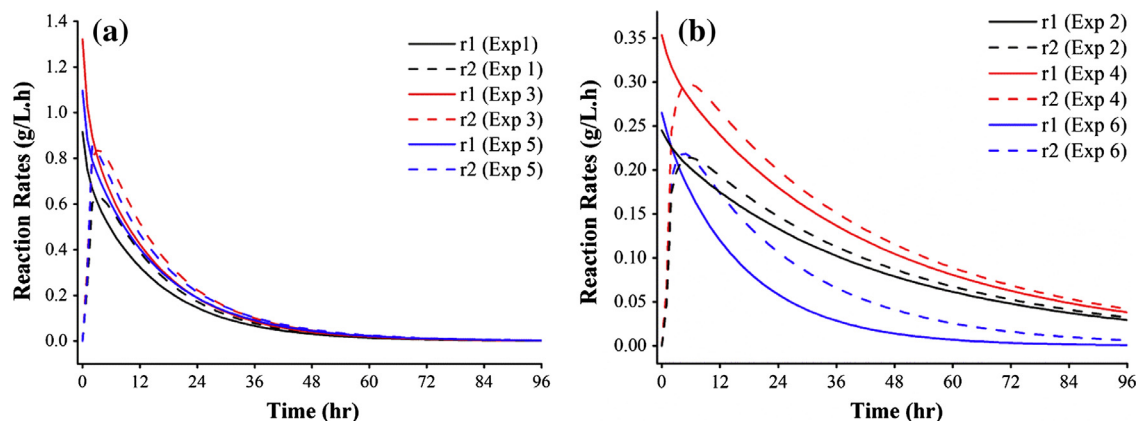 (a)
Reaction Rates (g/L.h)
1.4
1.2
1.0
0.8
0.6
0.4
0.2
0.0
0 12 24 36 48 60 72 84 96
Time (hr)
r1 (Exp1)
r2 (Exp 1)
r1 (Exp 3)
r2 (Exp 3)
r1 (Exp 5)
r2 (Exp 5)
(b)
Reaction Rates (g/L.h)
0.35
0.30
0.25
0.20
0.15
0.10
0.05
0.00
0 12 24 36 48 60 72 84 96
Time (hr)
r1 (Exp 2)
r2 (Exp 2)
r1 (Exp 4)
r2 (Exp 4)
r1 (Exp 6)
r2 (Exp 6)